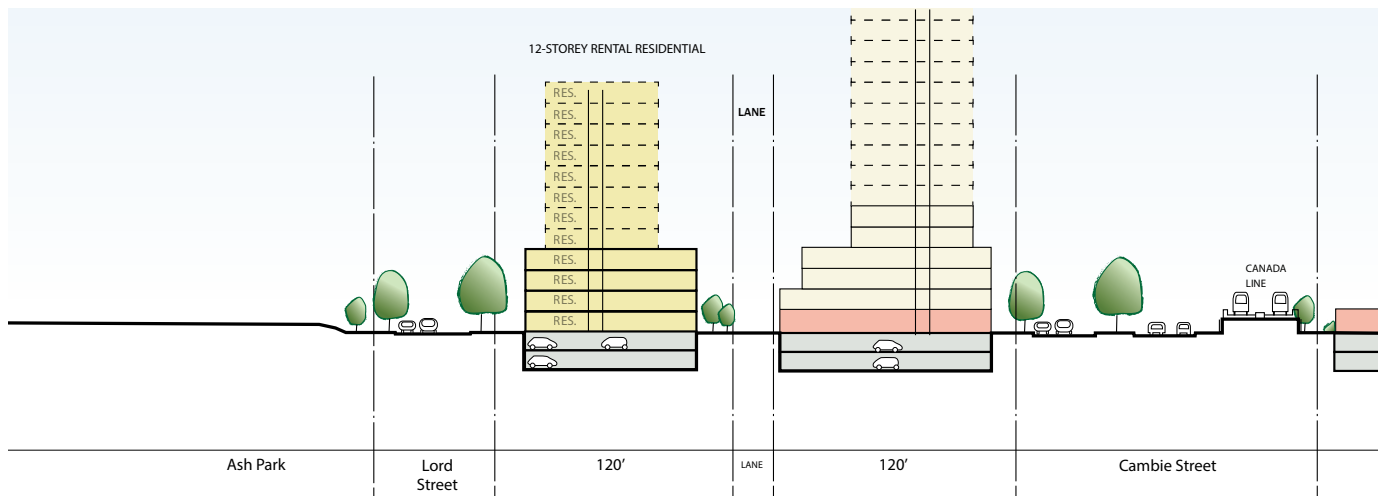 12-STOREY RENTAL RESIDENTIAL
LANE
RES.
RES.
RES.
RES.
RES.
RES.
RES.
RES.
RES.
RES.
RES.
RES.
CANADA
LINE
Ash Park
Lord
Street
120'
LANE
120'
Cambie Street